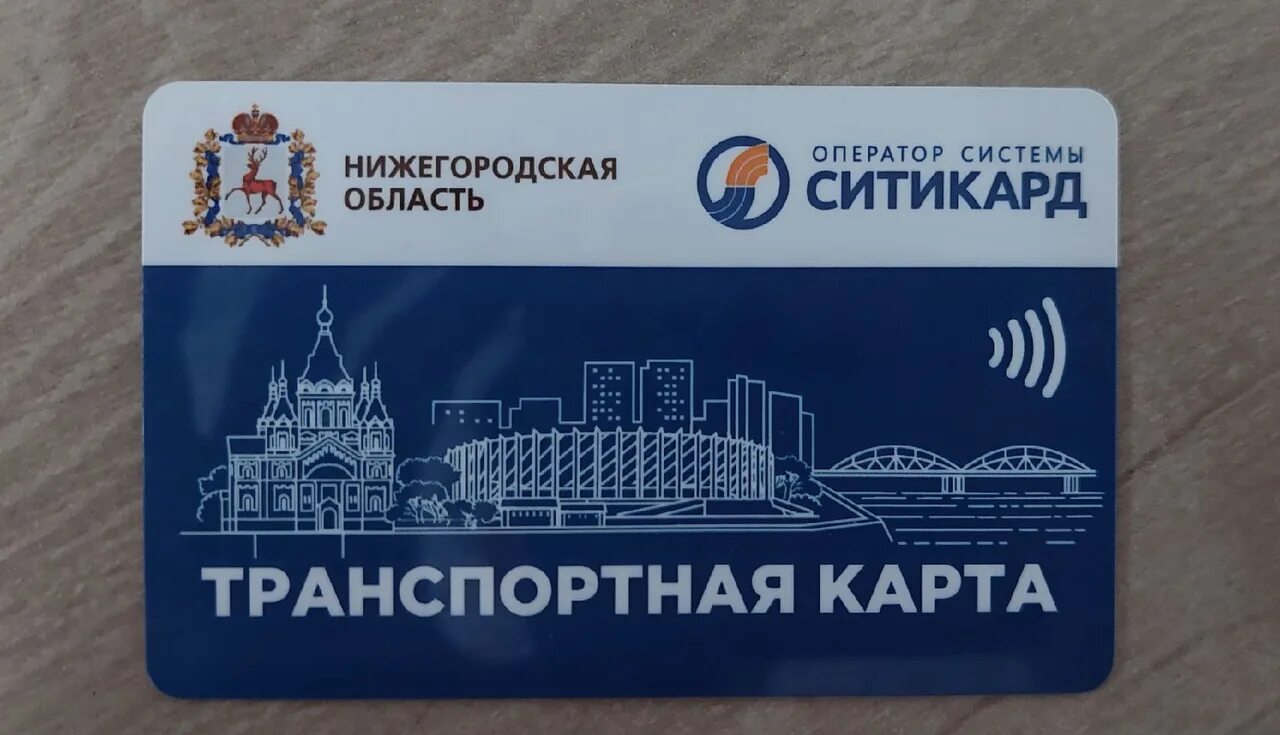 НИЖЕГОРОДСКАЯ
ОБЛАСТЬ
ОПЕРАТОР СИСТЕМЫ
СИТИКАРД
ТРАНСПОРТНАЯ КАРТА